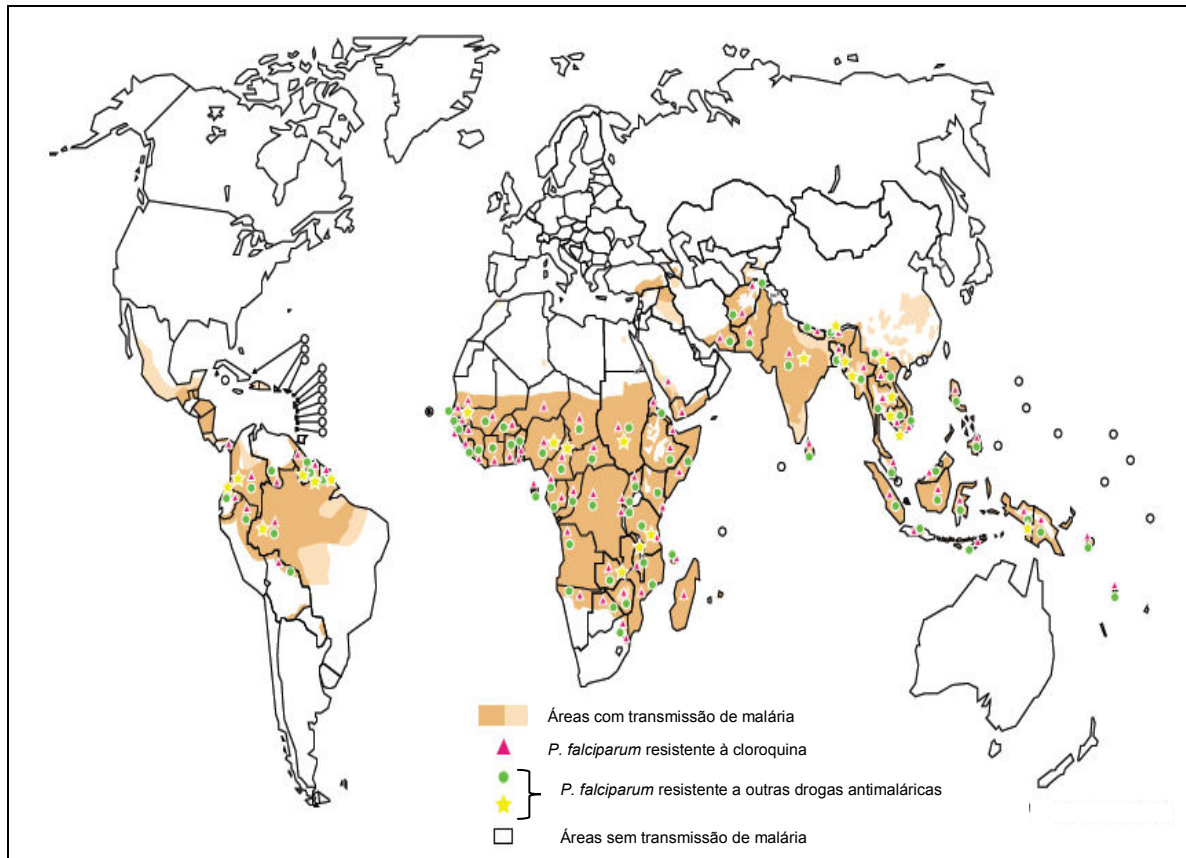 Áreas com transmissão de malária
P. falciparum resistente à cloroquina
P. falciparum resistente a outras drogas antimaláricas
Áreas sem transmissão de malária